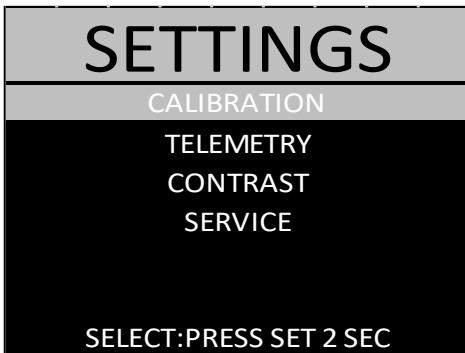 SETTINGS
CALIBRATION
TELEMETRY
CONTRAST
SERVICE
SELECT:PRESS SET 2 SEC